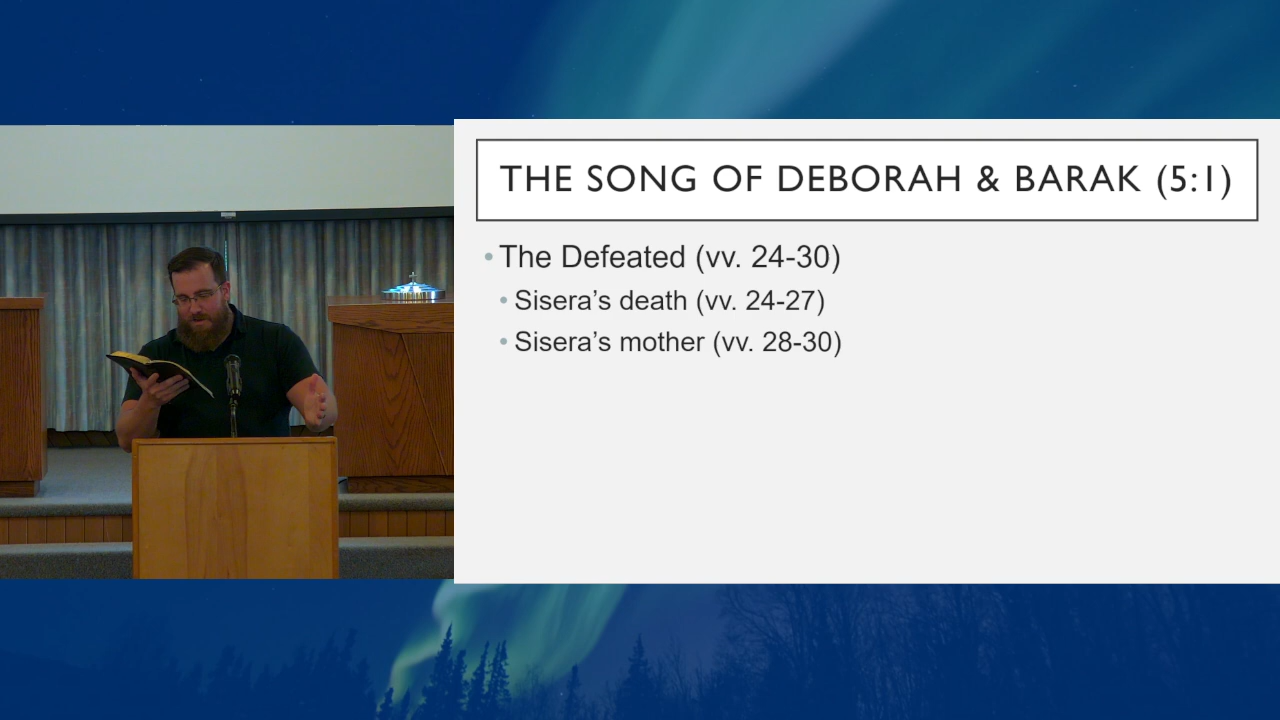 THE SONG OF DEBORAH & BARAK (5:1)
• The Defeated (vv. 24-30)
• Sisera's death (vv. 24-27)
• Sisera's mother (vv. 28-30)